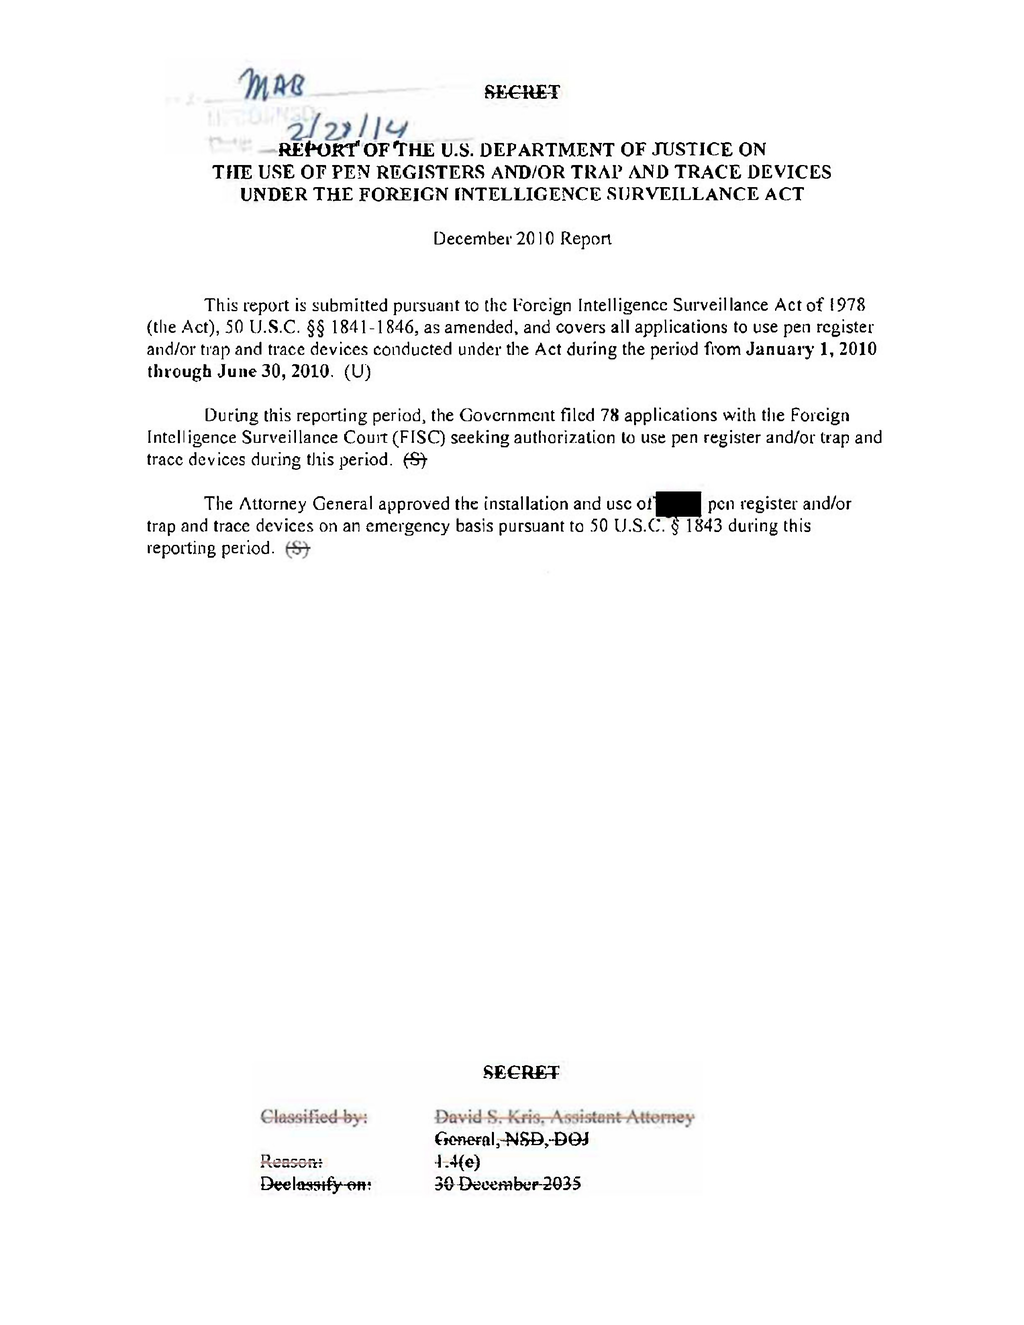 MAB
SECRET
2/28/14
REPORT OF THE U.S. DEPARTMENT OF JUSTICE ON
THE USE OF PEN REGISTERS AND/OR TRAP AND TRACE DEVICES
UNDER THE FOREIGN INTELLIGENCE SURVEILLANCE ACT
December 2010 Report
This report is submitted pursuant to the Foreign Intelligence Surveillance Act of 1978
(the Act), 50 U.S.C. §§ 1841-1846, as amended, and covers all applications to use pen register
and/or trap and trace devices conducted under the Act during the period from January 1, 2010
through June 30, 2010. (U)
During this reporting period, the Government filed 78 applications with the Foreign
Intelligence Surveillance Court (FISC) seeking authorization to use pen register and/or trap and
trace devices during this period. (S)
The Attorney General approved the installation and use of pen register and/or
trap and trace devices on an emergency basis pursuant to 50 U.S.C. § 1843 during this
reporting period. (S)
SECRET
Classified by: David S. Kris, Assistant Attorney
General, NSD, DOJ
Reason: 1.4(c)
Declassify on: 30 December 2035